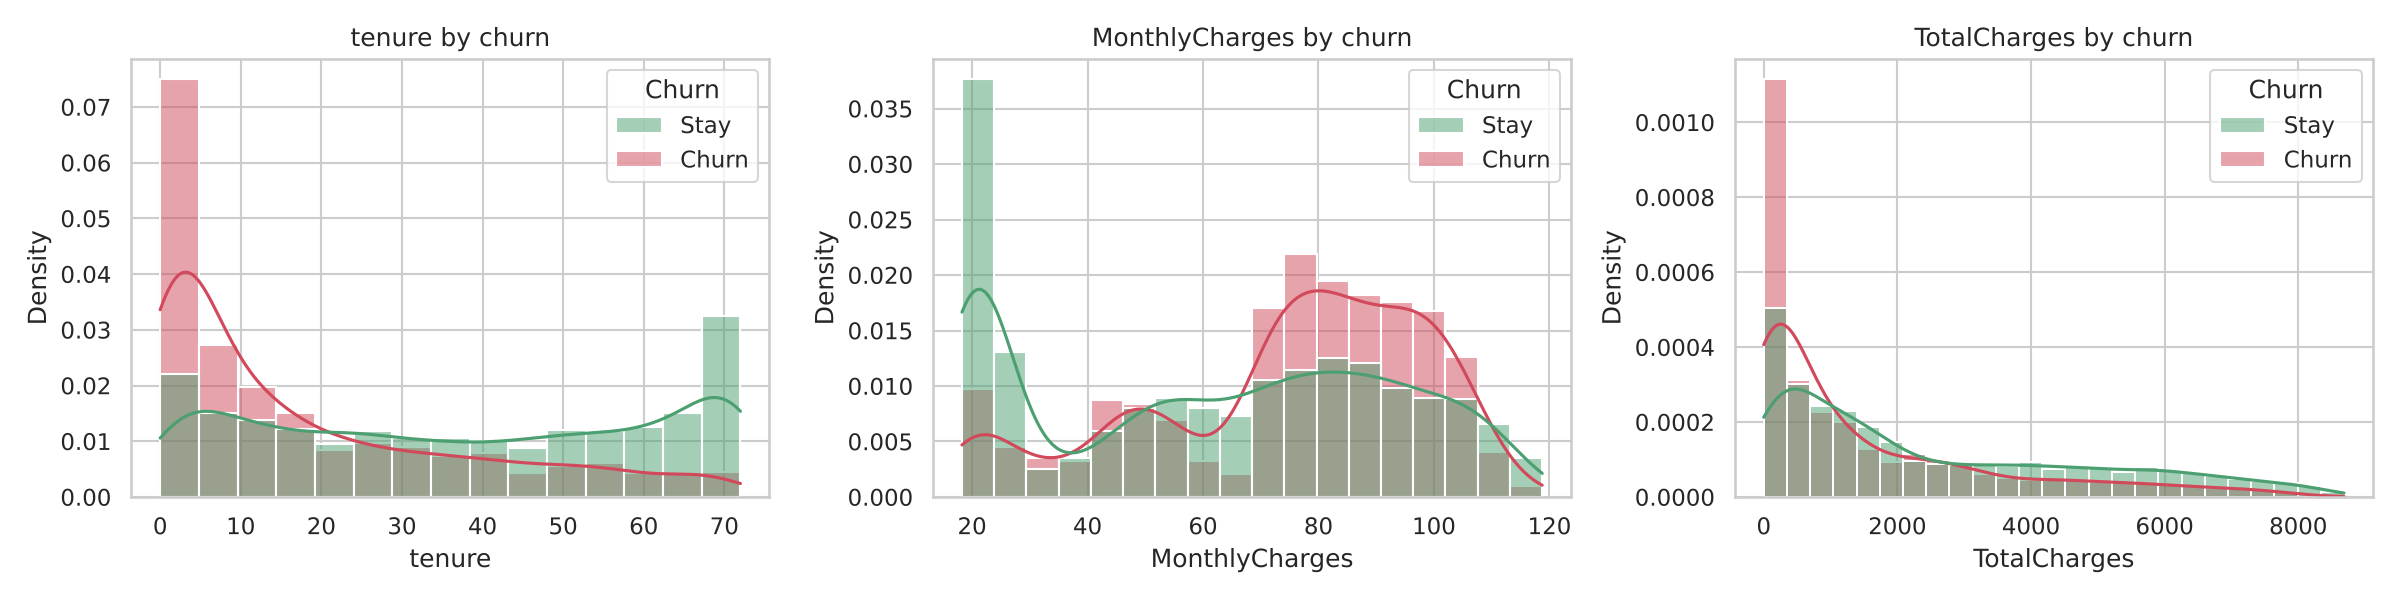 tenure by churn
0.07
0.06
0.05
0.04
0.03
0.02
0.01
0.00
Density
0 10 20 30 40 50 60 70
tenure
Churn
Stay
Churn
MonthlyCharges by churn
0.035
0.030
0.025
0.020
0.015
0.010
0.005
0.000
Density
20 40 60 80 100 120
MonthlyCharges
Churn
Stay
Churn
TotalCharges by churn
0.0010
0.0008
0.0006
0.0004
0.0002
0.0000
Density
0 2000 4000 6000 8000
TotalCharges
Churn
Stay
Churn